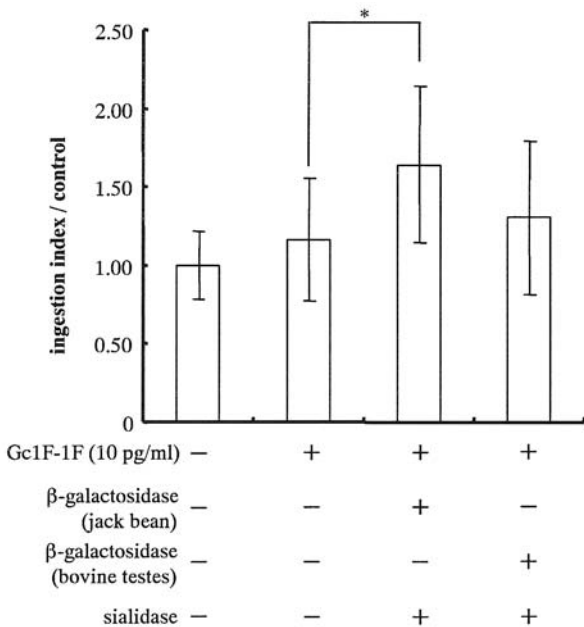 *
2.50
2.00
1.50
1.00
0.50
0
ingestion index / control
Gc1F-1F (10 pg/ml) − + + +
β-galactosidase
(jack bean) − − + −
β-galactosidase
(bovine testes) − − − +
sialidase − − + +